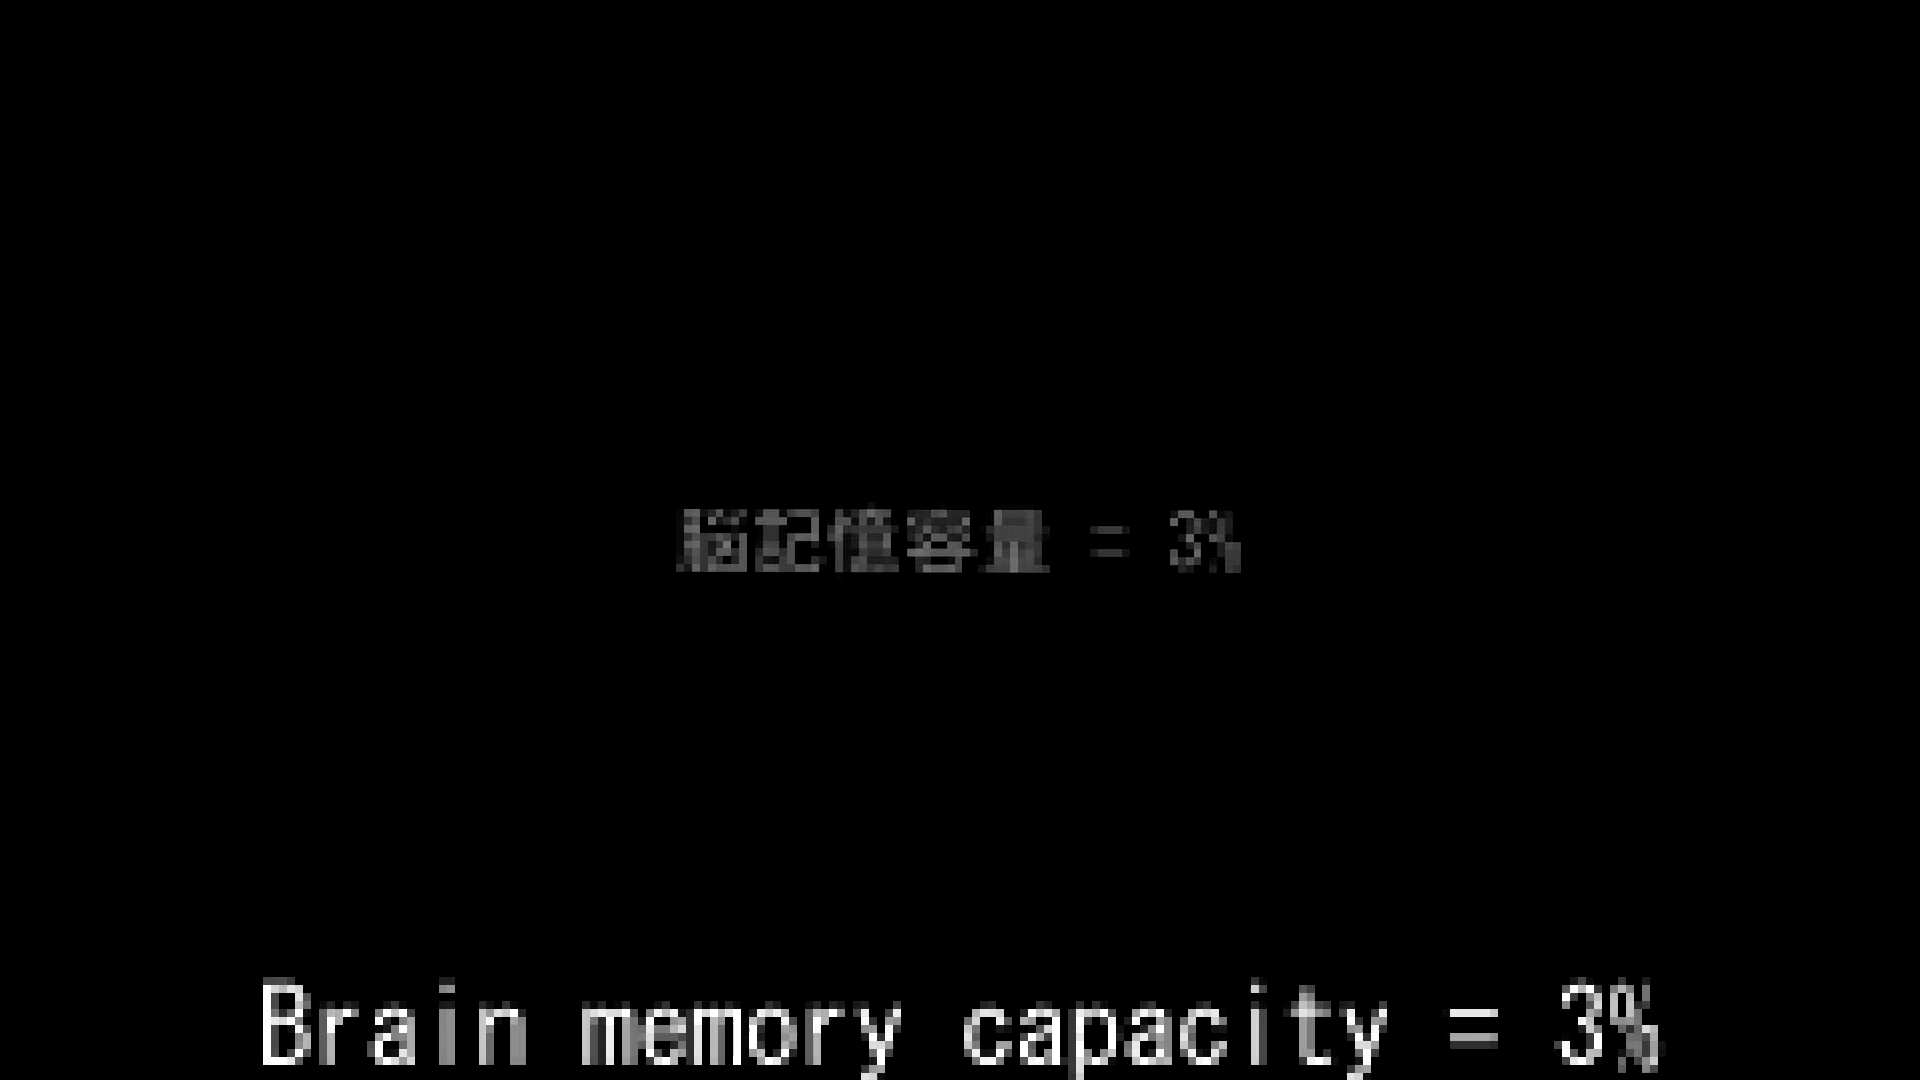 脳記憶容量 = 3%
Brain memory capacity = 3%